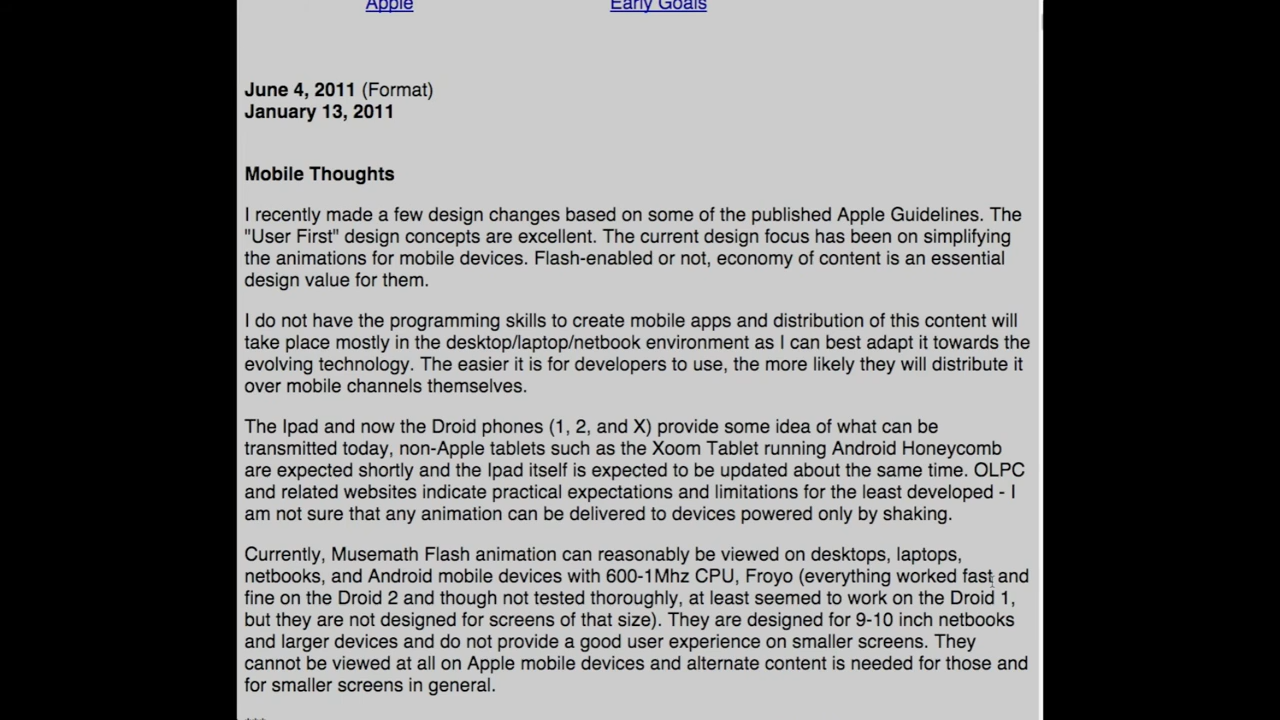 Apple Early Goals
June 4, 2011 (Format)
January 13, 2011
Mobile Thoughts
I recently made a few design changes based on some of the published Apple Guidelines. The
"User First" design concepts are excellent. The current design focus has been on simplifying
the animations for mobile devices. Flash-enabled or not, economy of content is an essential
design value for them.
I do not have the programming skills to create mobile apps and distribution of this content will
take place mostly in the desktop/laptop/netbook environment as I can best adapt it towards the
evolving technology. The easier it is for developers to use, the more likely they will distribute it
over mobile channels themselves.
The Ipad and now the Droid phones (1, 2, and X) provide some idea of what can be
transmitted today, non-Apple tablets such as the Xoom Tablet running Android Honeycomb
are expected shortly and the Ipad itself is expected to be updated about the same time. OLPC
and related websites indicate practical expectations and limitations for the least developed - I
am not sure that any animation can be delivered to devices powered only by shaking.
Currently, Musemath Flash animation can reasonably be viewed on desktops, laptops,
netbooks, and Android mobile devices with 600-1Mhz CPU, Froyo (everything worked fast and
fine on the Droid 2 and though not tested thoroughly, at least seemed to work on the Droid 1,
but they are not designed for screens of that size). They are designed for 9-10 inch netbooks
and larger devices and do not provide a good user experience on smaller screens. They
cannot be viewed at all on Apple mobile devices and alternate content is needed for those and
for smaller screens in general.
***